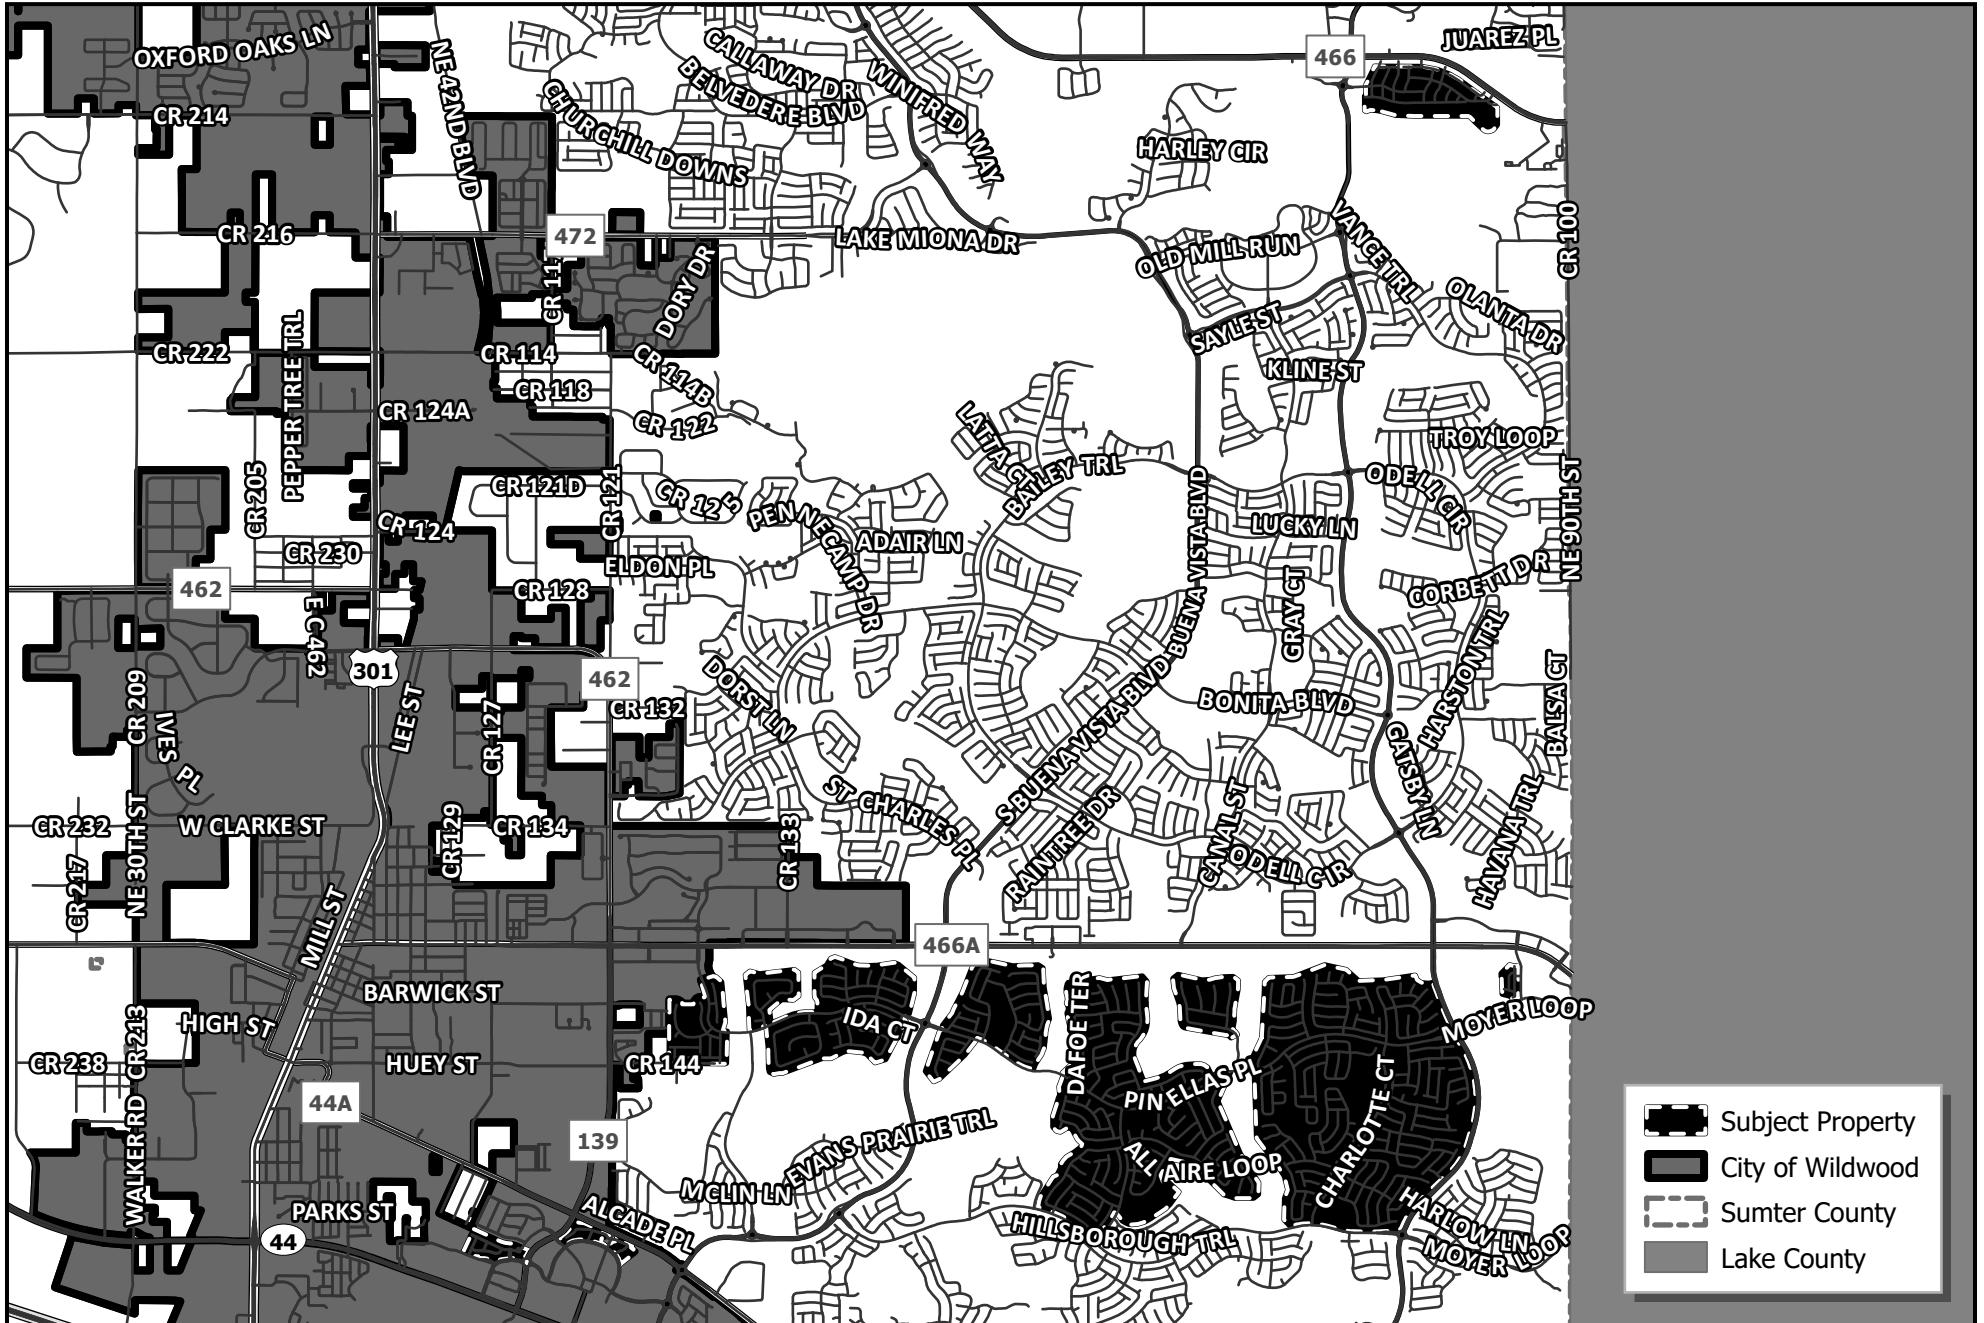 OXFORD OAKS LN
NE 42ND BLVD
CALLAWAY DR
BELVEDERE BLVD
WINIFRED WAY
466
JUAREZ PL
CR 214
CHURCHILL DOWNS
HARLEY CIR
CR 216
472
LAKE MIONA DR
OLD MILL RUN
VANCE TRL
CR 100
CR 11
DORY DR
OLANTA DR
SAYLE ST
PEPPER TREE TRL
CR 222
CR 114
CR 114B
KLINE ST
CR 118
CR 124A
CR 122
LATTA CT
TROY LOOP
BAILEY TRL
CR 205
CR 121D
CR 121
CR 125
ODELL CIR
NE 90TH ST
PENNECAMP DR
CR 124
ADAIR LN
LUCKY LN
CR 230
ELDON PL
BUENA VISTA BLVD
462
CR 128
GRAY CT
CORBETT DR
E C-462
301
462
CR 209
LEE ST
CR 127
CR 132
DORST LN
S BUENA VISTA BLVD
BONITA BLVD
HARSTON TRL
BALSA CT
IVES PL
GATSBY LN
ST CHARLES PL
RAINTREE DR
CANAL ST
HAVANA TRL
CR 232
NE 30TH ST
W CLARKE ST
CR 129
CR 134
CR 133
ODELL CIR
CR 217
MILL ST
466A
BARWICK ST
DAFOE TER
CR 213
HIGH ST
IDA CT
MOYER LOOP
CR 238
HUEY ST
CR 144
PINELLAS PL
CHARLOTTE CT
44A
139
EVANS PRAIRIE TRL
WALKER RD
ALL AIRE LOOP
MCLIN LN
PARKS ST
ALCADE PL
HILLSBOROUGH TRL
HARLOW LN
MOYER LOOP
44
Subject Property
City of Wildwood
Sumter County
Lake County